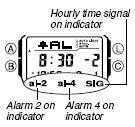 Hourly time signal
on indicator
AL
A
L
8:30 -2
B
C
al-2 al-4 SIG
Alarm 2 on
indicator
Alarm 4 on
indicator